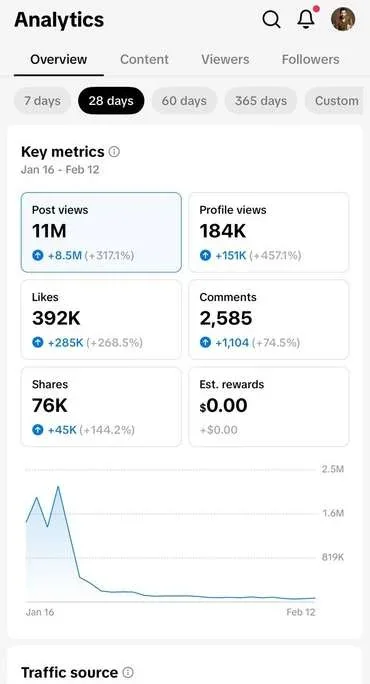 Analytics
Overview Content Viewers Followers
7 days 28 days 60 days 365 days Custom
Key metrics
Jan 16 - Feb 12
Post views
11M
+8.5M (+317.1%)
Profile views
184K
+151K (+457.1%)
Likes
392K
+285K (+268.5%)
Comments
2,585
+1,104 (+74.5%)
Shares
76K
+45K (+144.2%)
Est. rewards
$0.00
+$0.00
2.5M
1.6M
819K
Jan 16 Feb 12
Traffic source